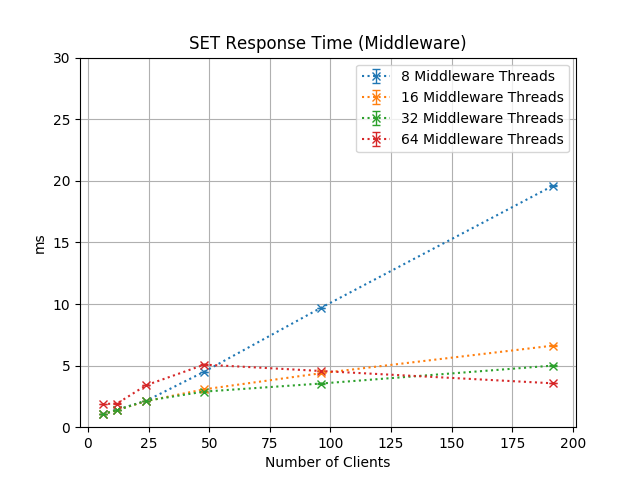 SET Response Time (Middleware)
30
25
20
15
10
5
0
ms
8 Middleware Threads
16 Middleware Threads
32 Middleware Threads
64 Middleware Threads
0 25 50 75 100 125 150 175 200
Number of Clients